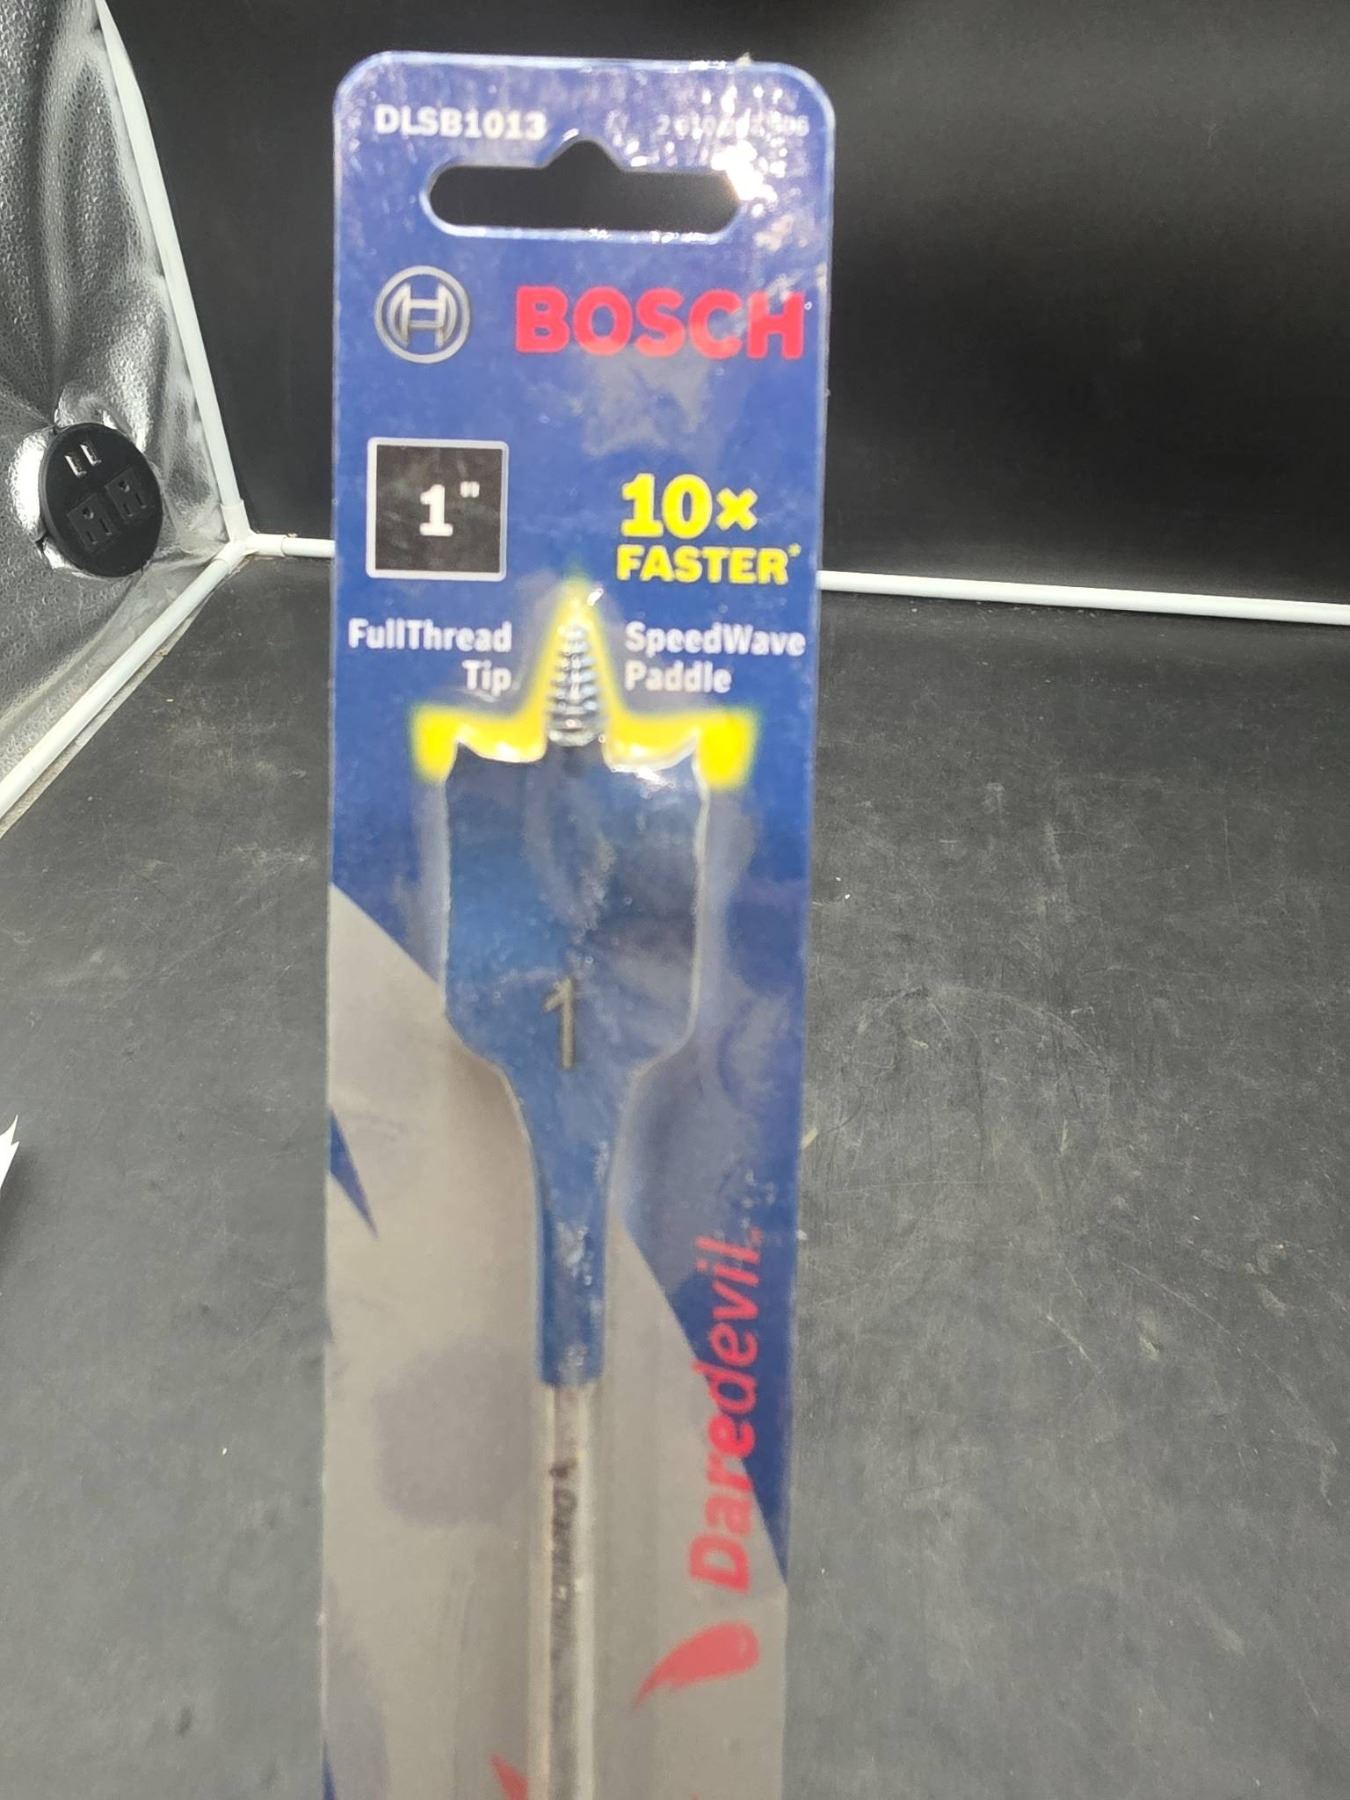 DLSB1013
BOSCH
1"
10x
FASTER*
FullThread
Tip
SpeedWave
Paddle
1
Daredevil